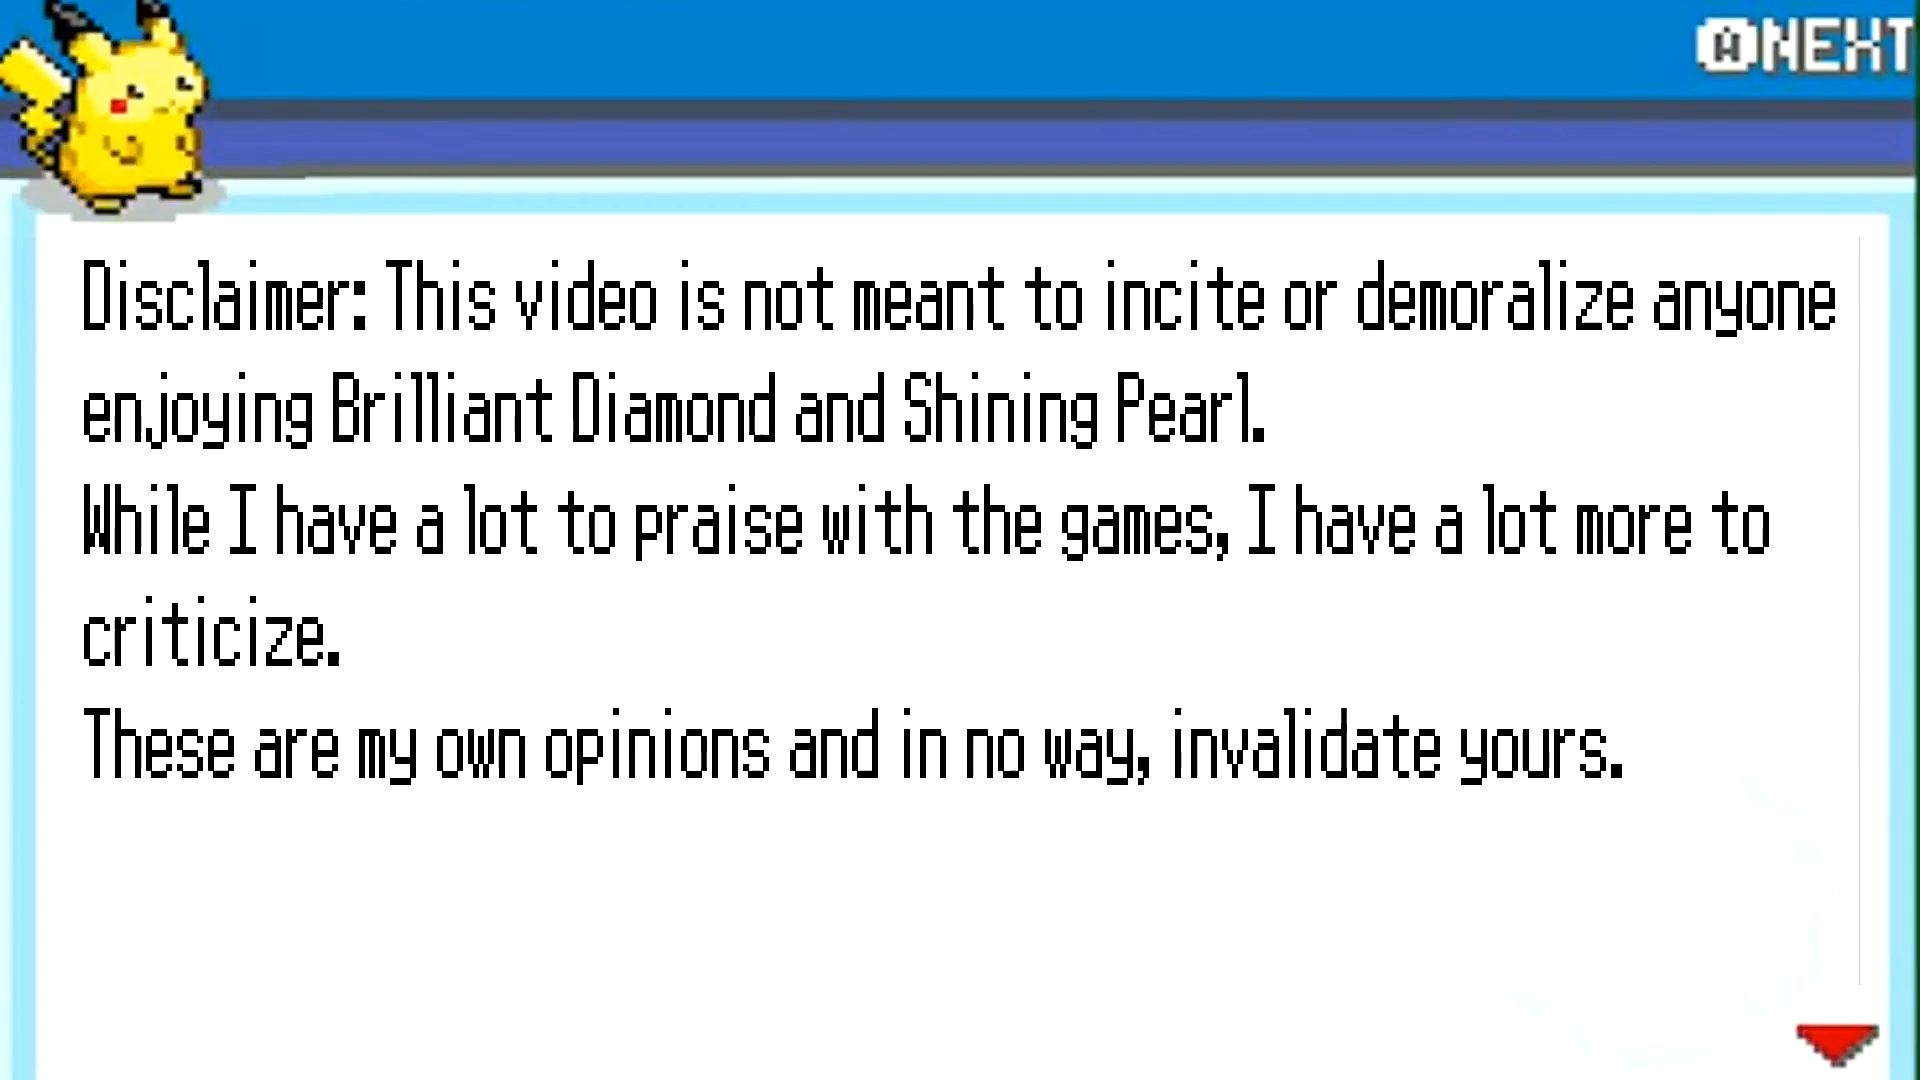 Ⓐ NEXT
Disclaimer: This video is not meant to incite or demoralize anyone
enjoying Brilliant Diamond and Shining Pearl.
While I have a lot to praise with the games, I have a lot more to
criticize.
These are my own opinions and in no way, invalidate yours.